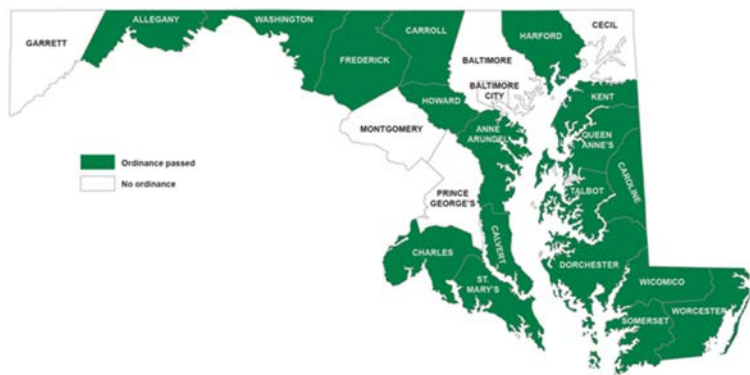 ALLEGANY
WASHINGTON
CARROLL
HARFORD
CECIL
GARRETT
FREDERICK
BALTIMORE
BALTIMORE
CITY
KENT
HOWARD
MONTGOMERY
ANNE
ARUNDEL
QUEEN
ANNE'S
Ordinance passed
No ordinance
CAROLINE
TALBOT
PRINCE
GEORGE'S
CALVERT
CHARLES
DORCHESTER
ST.
MARY'S
WICOMICO
SOMERSET
WORCESTER